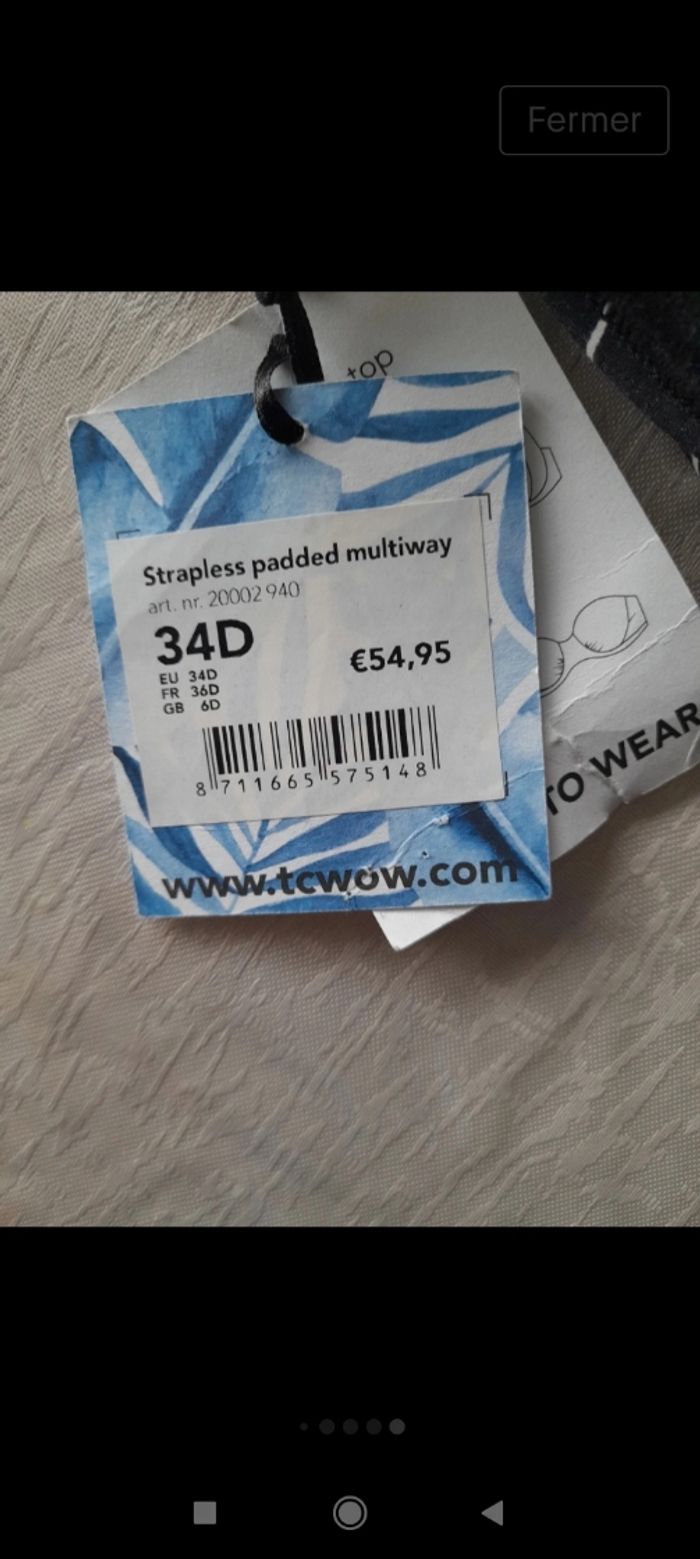 Fermer
top
Strapless padded multiway
art. nr. 20002 940
34D
€54,95
EU 34D
FR 36D
GB 6D
8 711665 575148
TO WEAR
www.tcwow.com